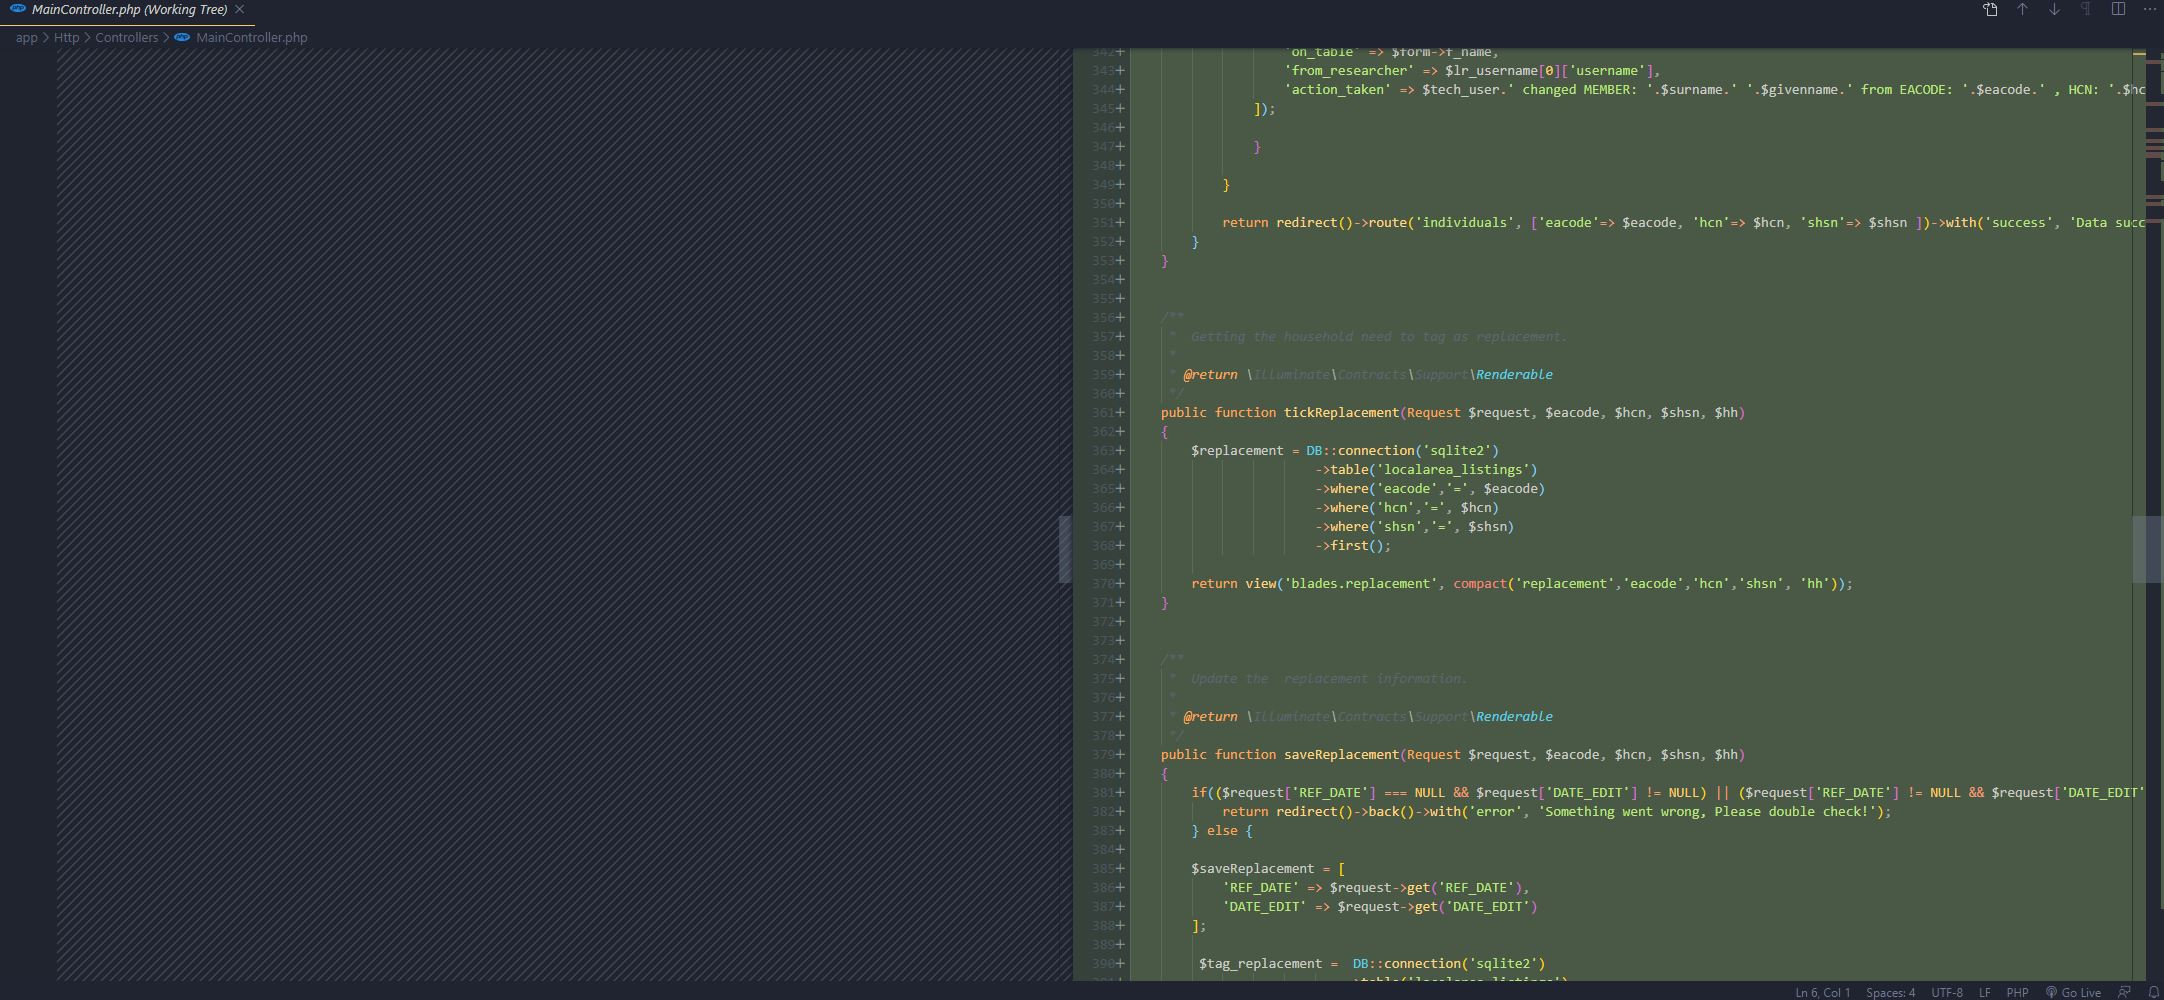 MainController.php (Working Tree)
app > Http > Controllers > MainController.php
342+ 'on_table' => $form->f_name,
343+ 'from_researcher' => $lr_username[0]['username'],
344+ 'action_taken' => $tech_user.' changed MEMBER: '.$surname.' '.$givenname.' from EACODE: '.$eacode.' , HCN: '.$hc
345+ ]);
346+
347+ }
348+
349+ }
350+
351+ return redirect()->route('individuals', ['eacode'=> $eacode, 'hcn'=> $hcn, 'shsn'=> $shsn ])->with('success', 'Data succ
352+ }
353+ }
354+
355+
356+ /**
357+ * Getting the household need to tag as replacement.
358+ *
359+ * @return \Illuminate\Contracts\Support\Renderable
360+ */
361+ public function tickReplacement(Request $request, $eacode, $hcn, $shsn, $hh)
362+ {
363+ $replacement = DB::connection('sqlite2')
364+ ->table('localarea_listings')
365+ ->where('eacode','=', $eacode)
366+ ->where('hcn','=', $hcn)
367+ ->where('shsn','=', $shsn)
368+ ->first();
369+
370+ return view('blades.replacement', compact('replacement','eacode','hcn','shsn', 'hh'));
371+ }
372+
373+
374+ /**
375+ * Update the  replacement information.
376+ *
377+ * @return \Illuminate\Contracts\Support\Renderable
378+ */
379+ public function saveReplacement(Request $request, $eacode, $hcn, $shsn, $hh)
380+ {
381+ if(($request['REF_DATE'] === NULL && $request['DATE_EDIT'] != NULL) || ($request['REF_DATE'] != NULL && $request['DATE_EDIT'
382+ return redirect()->back()->with('error', 'Something went wrong, Please double check!');
383+ } else {
384+
385+ $saveReplacement = [
386+ 'REF_DATE' => $request->get('REF_DATE'),
387+ 'DATE_EDIT' => $request->get('DATE_EDIT')
388+ ];
389+
390+ $tag_replacement =  DB::connection('sqlite2')
->table('localarea_listings')
Ln 6, Col 1 Spaces: 4 UTF-8 LF PHP Go Live